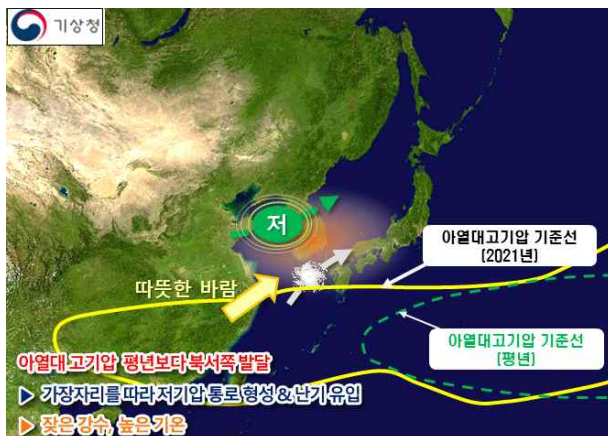 기상청
저
따뜻한 바람
아열대고기압 기준선
(2021년)
아열대고기압 기준선
(평년)
아열대 고기압 평년보다 북서쪽 발달
▶ 가장자리를 따라 저기압 통로 형성 & 난기 유입
▶ 잦은 강수, 높은 기온